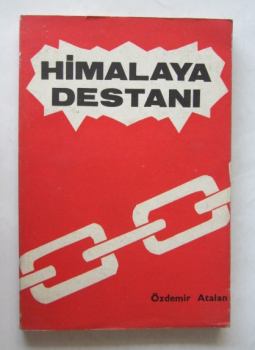 HİMALAYA
DESTANI
Özdemir Atalan